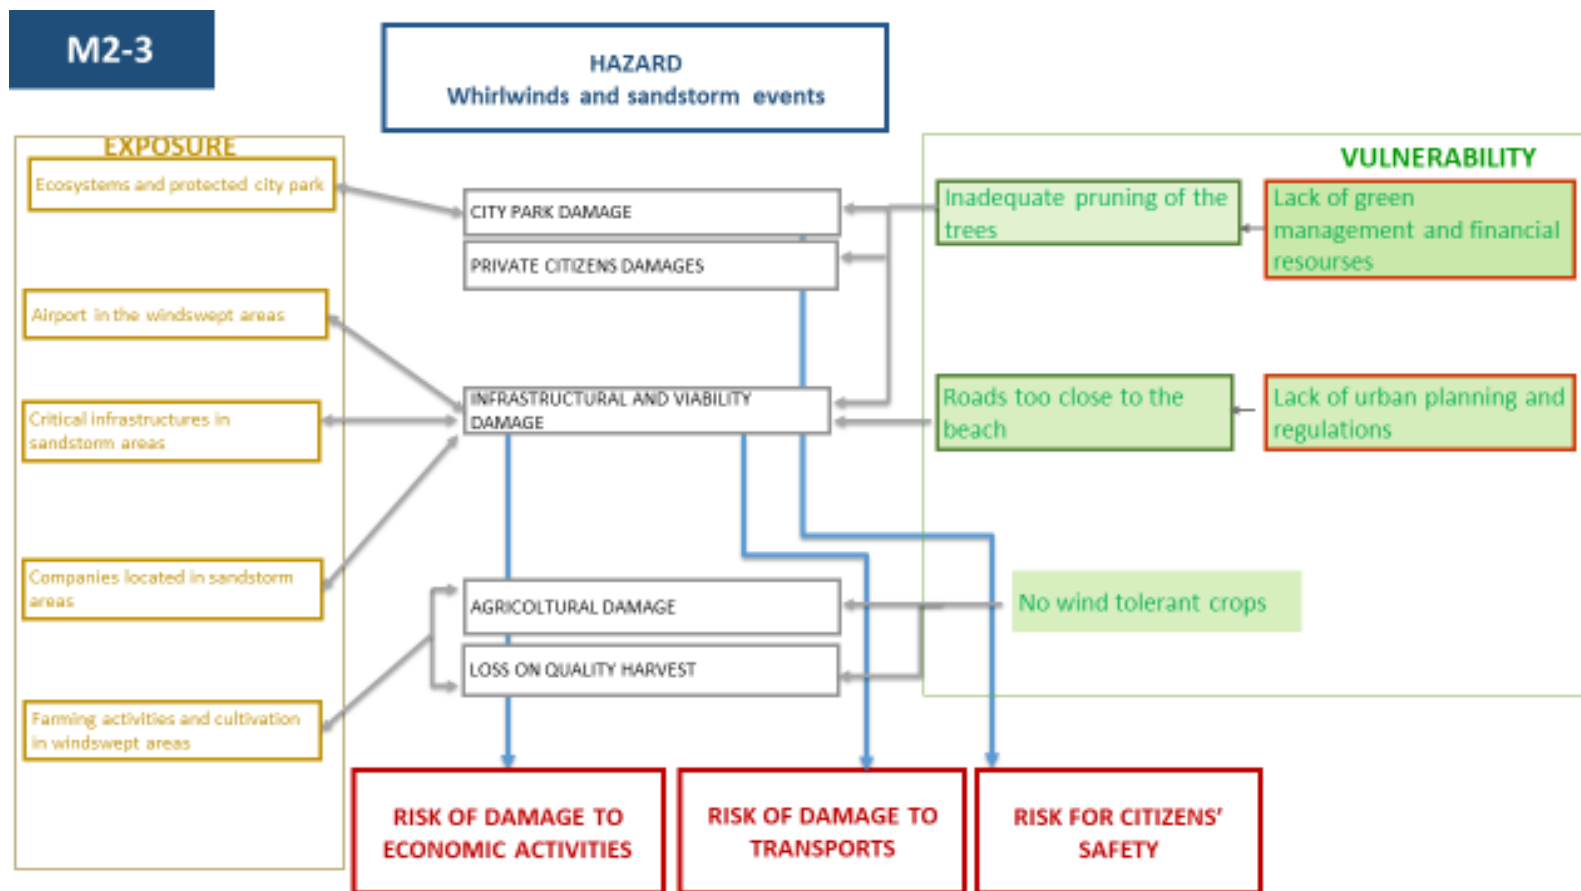 M2-3
HAZARD
Whirlwinds and sandstorm events
EXPOSURE
Ecosystems and protected city park
Airport in the windswept areas
Critical infrastructures in
sandstorm areas
Companies located in sandstorm
areas
Farming activities and cultivation
in windswept areas
CITY PARK DAMAGE
PRIVATE CITIZENS DAMAGES
INFRASTRUCTURAL AND VIABILITY
DAMAGE
AGRICOLTURAL DAMAGE
LOSS ON QUALITY HARVEST
VULNERABILITY
Inadequate pruning of the
trees
Lack of green
management and financial
resourses
Roads too close to the
beach
Lack of urban planning and
regulations
No wind tolerant crops
RISK OF DAMAGE TO
ECONOMIC ACTIVITIES
RISK OF DAMAGE TO
TRANSPORTS
RISK FOR CITIZENS’
SAFETY